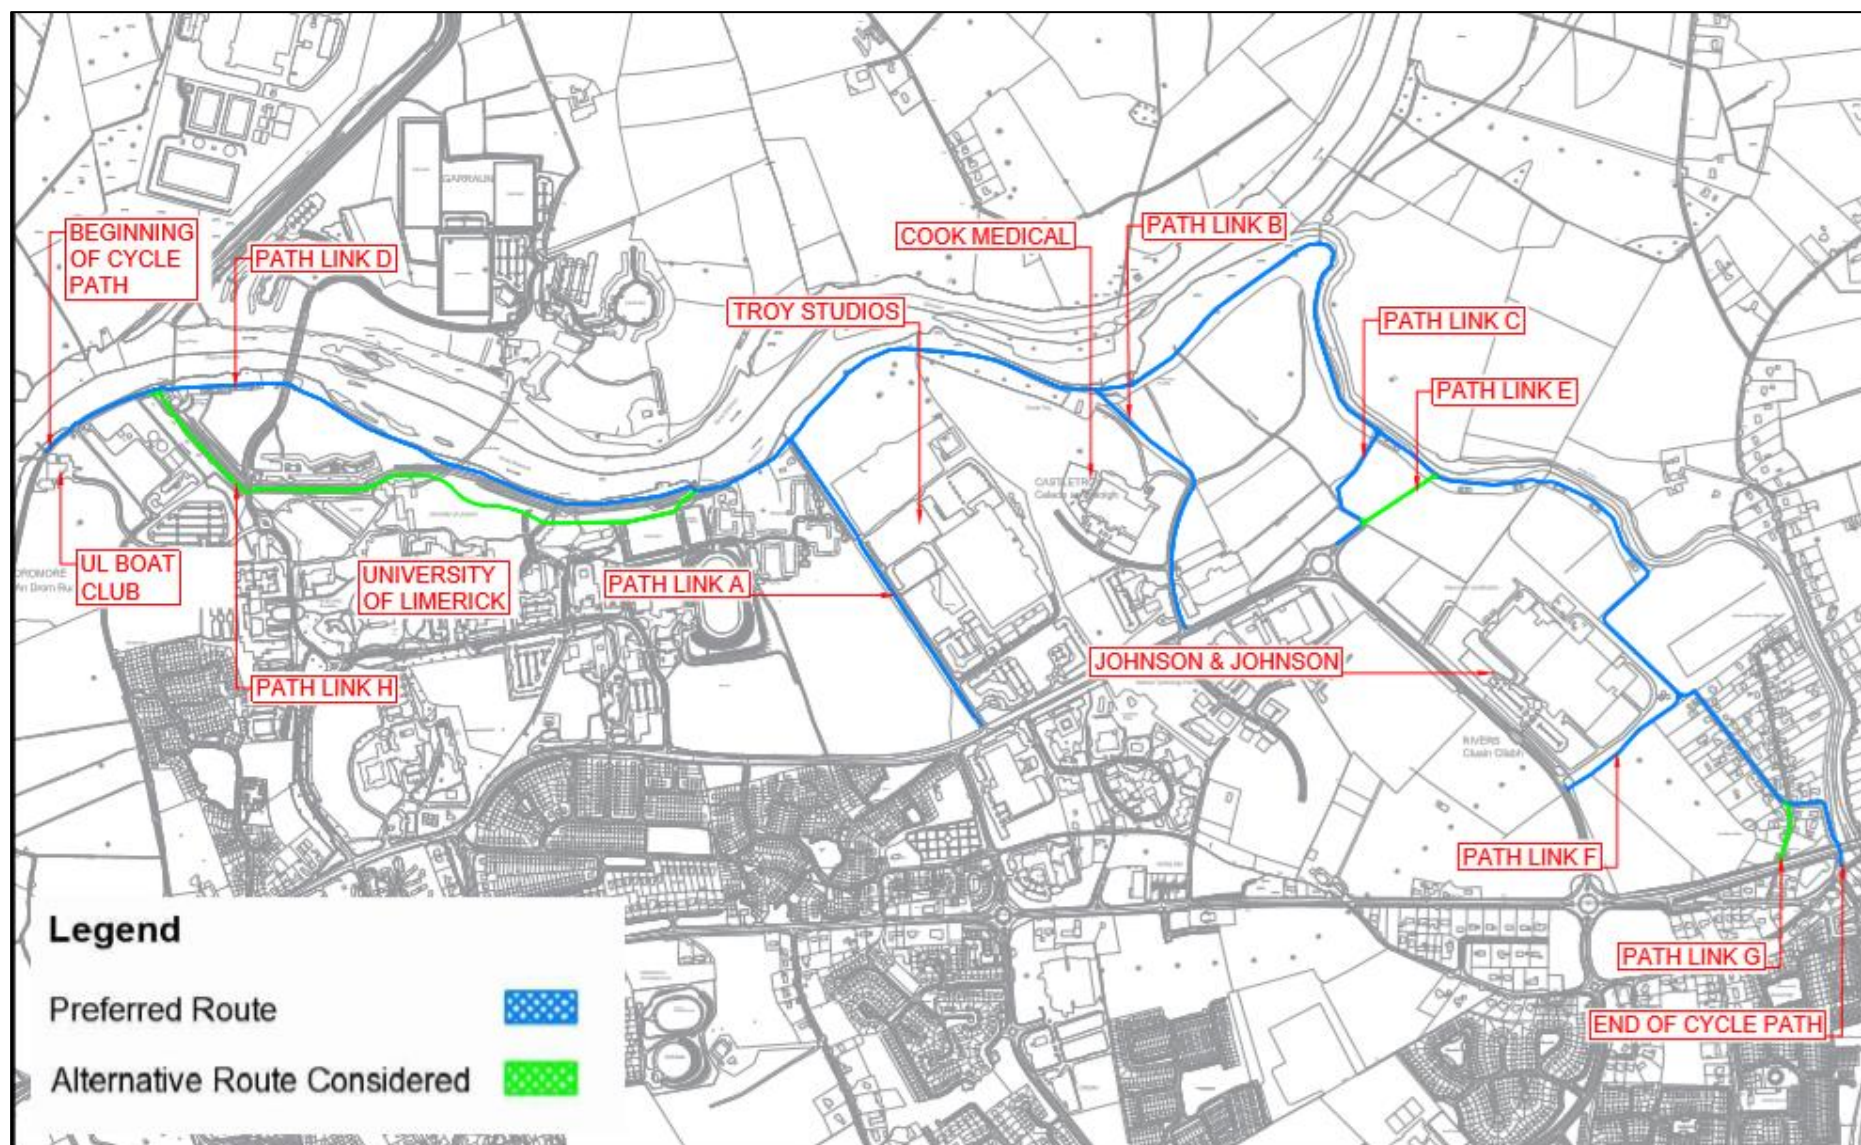 GARRAUN
BEGINNING
OF CYCLE
PATH
PATH LINK D
COOK MEDICAL
PATH LINK B
TROY STUDIOS
PATH LINK C
PATH LINK E
UL BOAT
CLUB
UNIVERSITY
OF LIMERICK
PATH LINK A
PATH LINK H
JOHNSON & JOHNSON
RIVERS
PATH LINK F
PATH LINK G
END OF CYCLE PATH
Legend
Preferred Route
Alternative Route Considered